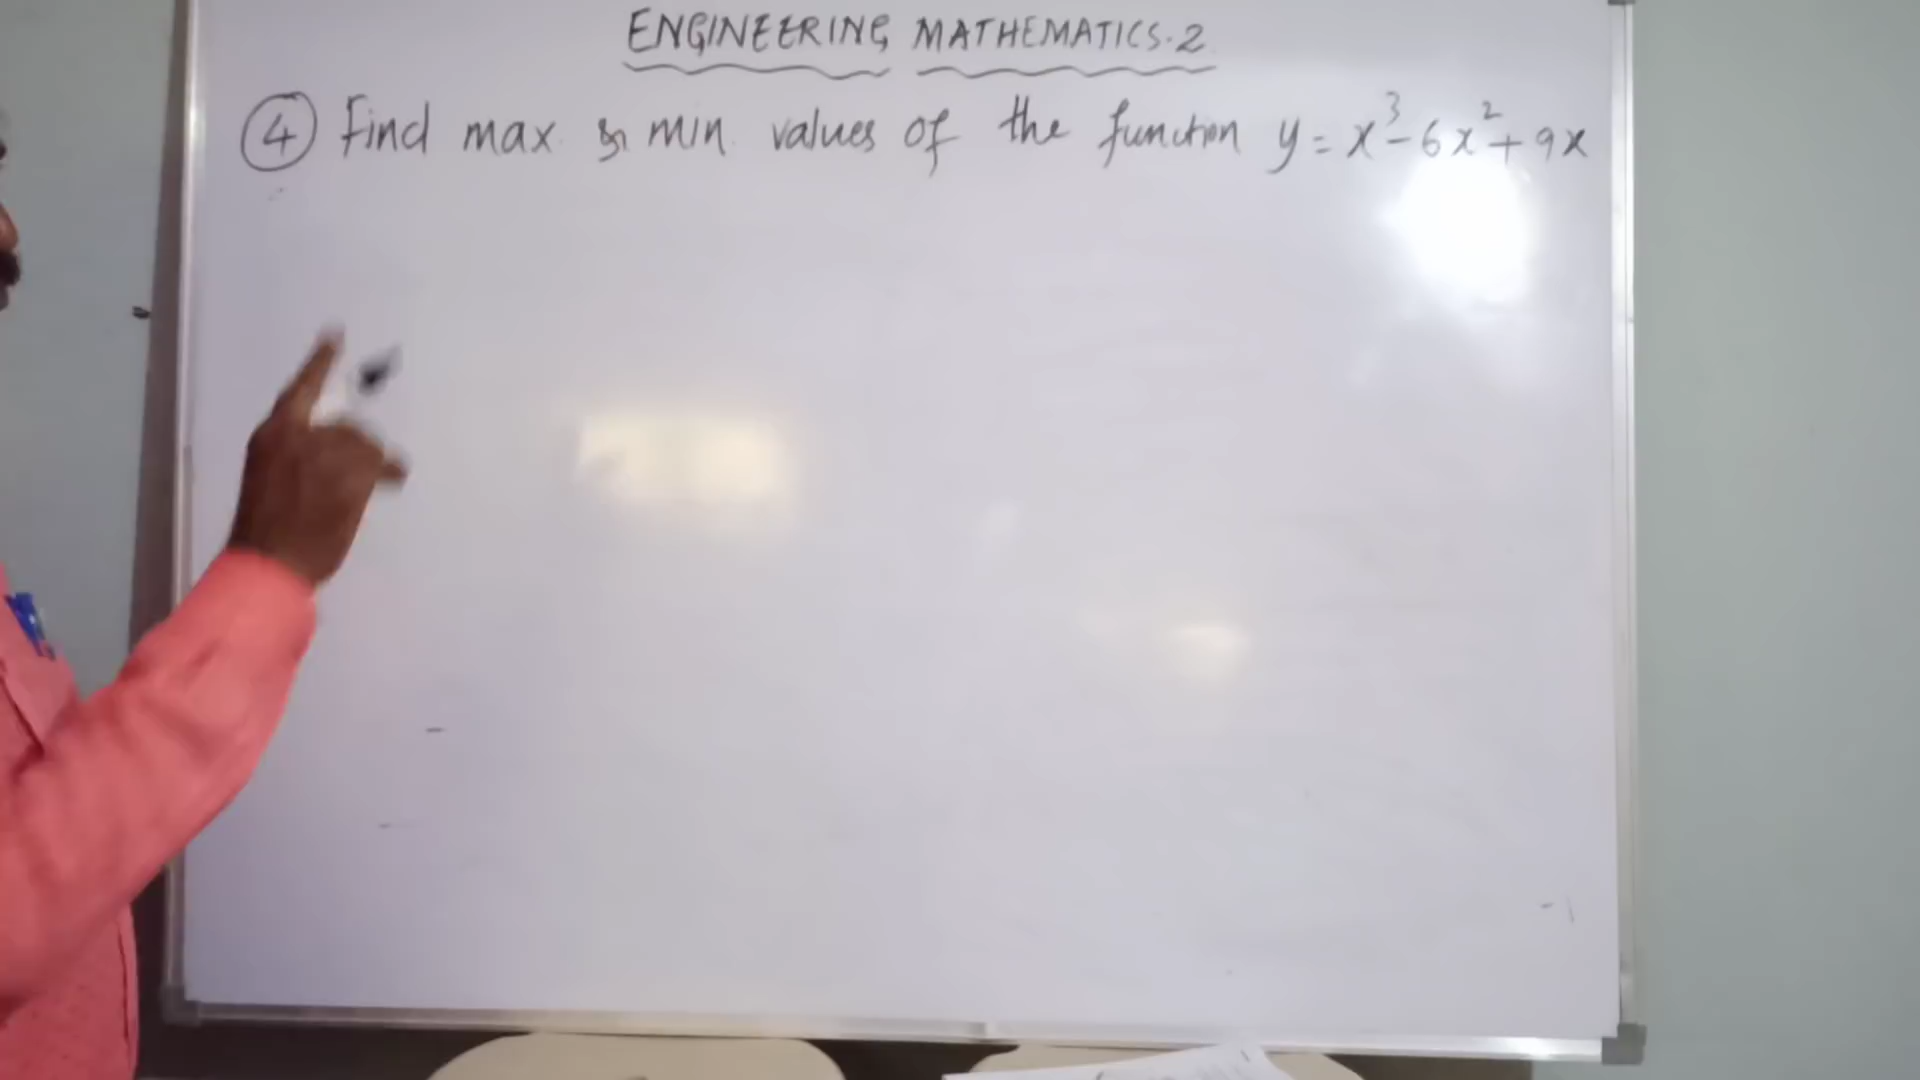 ENGINEERING MATHEMATICS-2
④ Find max & min values of the function y = x³-6x²+9x